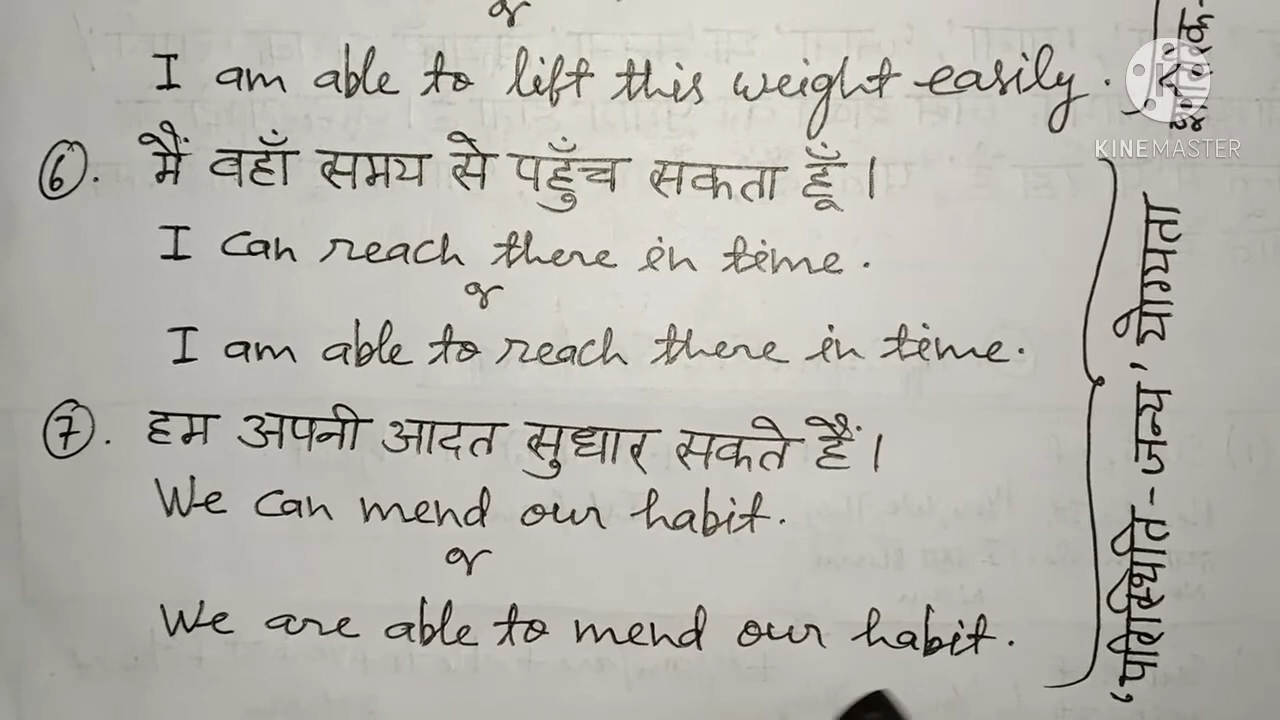 or
I am able to lift this weight easily.
⑥. मैं वहाँ समय से पहुँच सकता हूँ।
I can reach there in time.
or
I am able to reach there in time.
⑦. हम अपनी आदत सुधार सकते हैं।
We can mend our habit.
or
We are able to mend our habit.
, परिस्थिति-जन्य, योग्यता
KINEMASTER